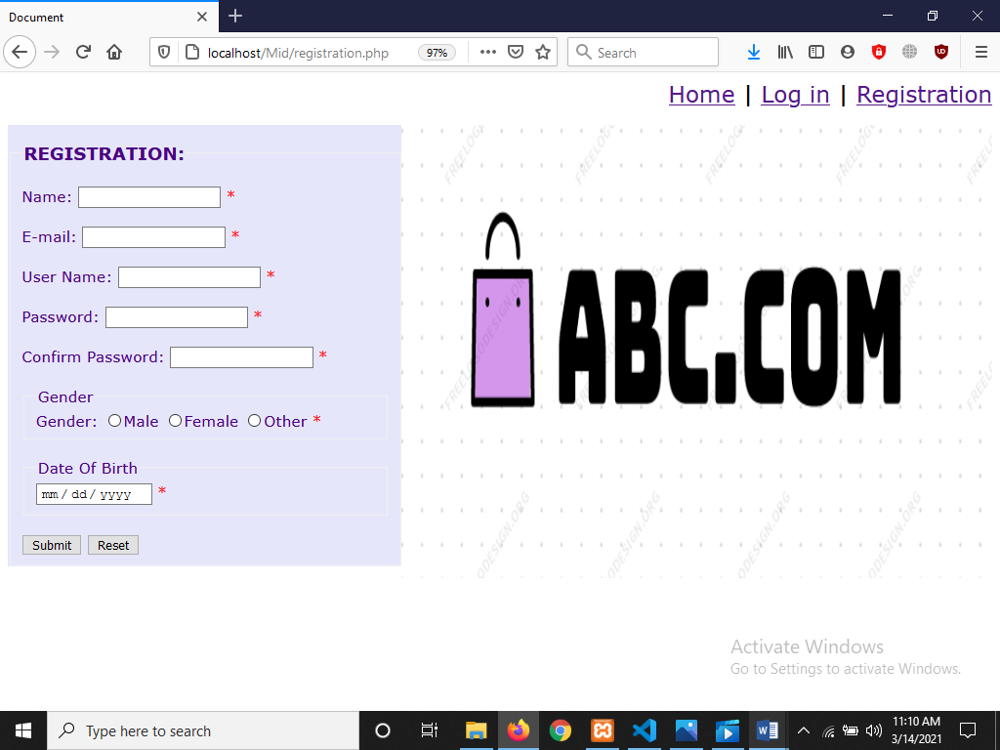 Document
localhost/Mid/registration.php 97% Search
Home | Log in | Registration
REGISTRATION:
Name: *
E-mail: *
User Name: *
Password: *
Confirm Password: *
Gender
Gender: Male Female Other *
Date Of Birth
mm / dd / yyyy *
Submit Reset
ABC.COM
FREELOGODESIGN.ORG
Activate Windows
Go to Settings to activate Windows.
Type here to search
11:10 AM
3/14/2021